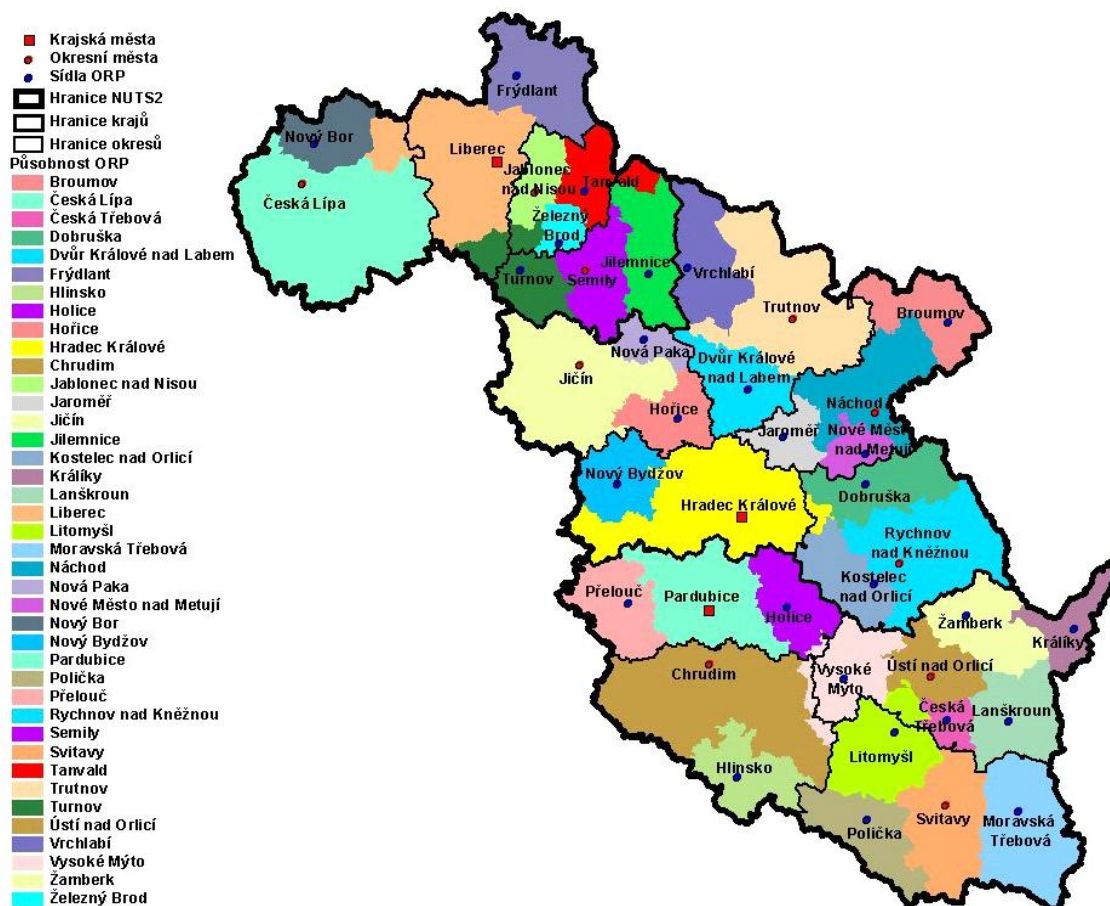 Krajská města
Okresní města
Sídla ORP
Hranice NUTS2
Hranice krajů
Hranice okresů
Působnost ORP
Broumov
Česká Lípa
Česká Třebová
Dobruška
Dvůr Králové nad Labem
Frýdlant
Hlinsko
Holice
Hořice
Hradec Králové
Chrudim
Jablonec nad Nisou
Jaroměř
Jičín
Jilemnice
Kostelec nad Orlicí
Králíky
Lanškroun
Liberec
Litomyšl
Moravská Třebová
Náchod
Nová Paka
Nové Město nad Metují
Nový Bor
Nový Bydžov
Pardubice
Polička
Přelouč
Rychnov nad Kněžnou
Semily
Svitavy
Tanvald
Trutnov
Turnov
Ústí nad Orlicí
Vrchlabí
Vysoké Mýto
Žamberk
Železný Brod
Frýdlant
Nový Bor
Liberec
Jablonec
nad Nisou
Tanvald
Česká Lípa
Železný
Brod
Turnov
Semily
Jilemnice
Vrchlabí
Trutnov
Broumov
Nová Paka
Dvůr Králové
nad Labem
Jičín
Hořice
Náchod
Jaroměř
Nové Měst
nad Metují
Nový Bydžov
Hradec Králové
Dobruška
Rychnov
nad Kněžnou
Kostelec
nad Orlicí
Přelouč
Pardubice
Holice
Žamberk
Králíky
Chrudim
Vysoké
Mýto
Ústí nad Orlicí
Česká
Třebová
Lanškroun
Litomyšl
Hlinsko
Polička
Svitavy
Moravská
Třebová